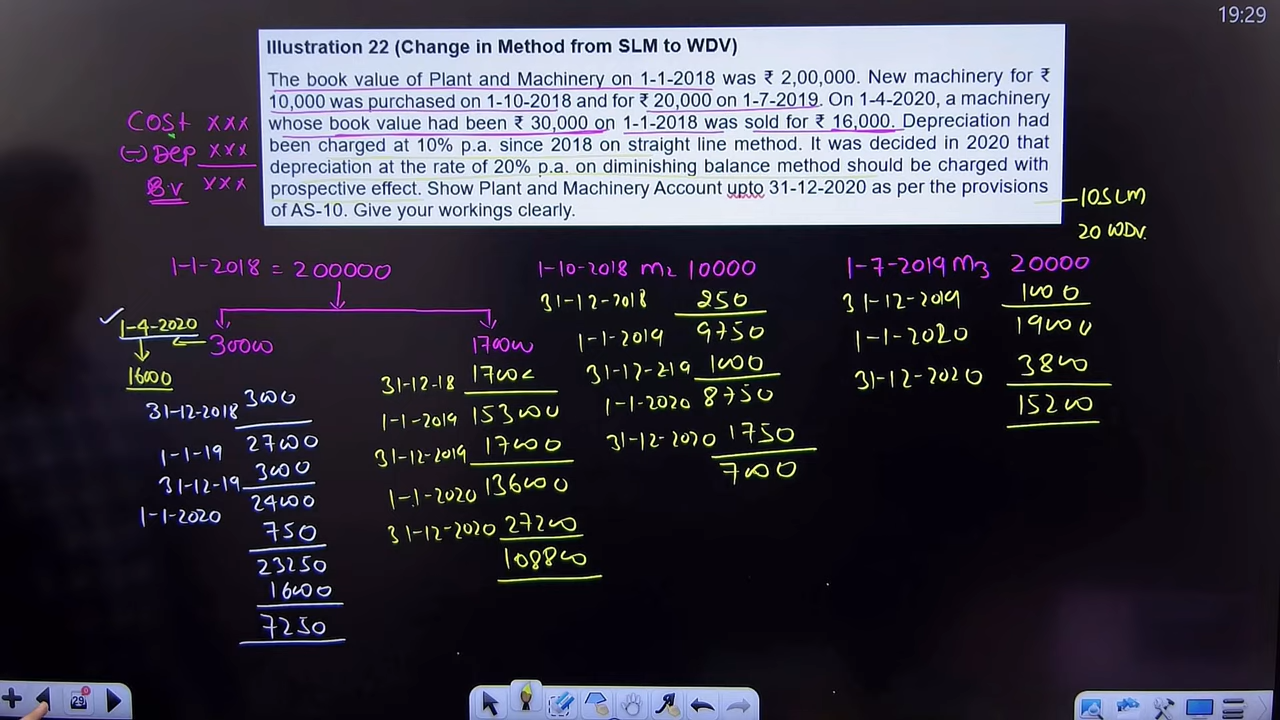 19:29
Illustration 22 (Change in Method from SLM to WDV)
The book value of Plant and Machinery on 1-1-2018 was ₹ 2,00,000. New machinery for ₹
10,000 was purchased on 1-10-2018 and for ₹ 20,000 on 1-7-2019. On 1-4-2020, a machinery
whose book value had been ₹ 30,000 on 1-1-2018 was sold for ₹ 16,000. Depreciation had
been charged at 10% p.a. since 2018 on straight line method. It was decided in 2020 that
depreciation at the rate of 20% p.a. on diminishing balance method should be charged with
prospective effect. Show Plant and Machinery Account upto 31-12-2020 as per the provisions
of AS-10. Give your workings clearly.
Cost xxx
(-) Dep xxx
B.V xxx
10 SLM
20 WDV.
1-1-2018 = 200000
1-4-2020
30000
16000
31-12-2018 3000
1-1-19 27000
31-12-19 3000
1-1-2020 24000
750
23250
16000
7250
170000
31-12-18 17000
1-1-2019 153000
31-12-2019 17000
1-1-2020 136000
31-12-2020 27200
108800
1-10-2018 M2 10000
31-12-2018 250
1-1-2019 9750
31-12-219 1000
1-1-2020 8750
31-12-2020 1750
7000
1-7-2019 M3 20000
31-12-2019 1000
1-1-2020 19000
31-12-2020 3800
15200
29